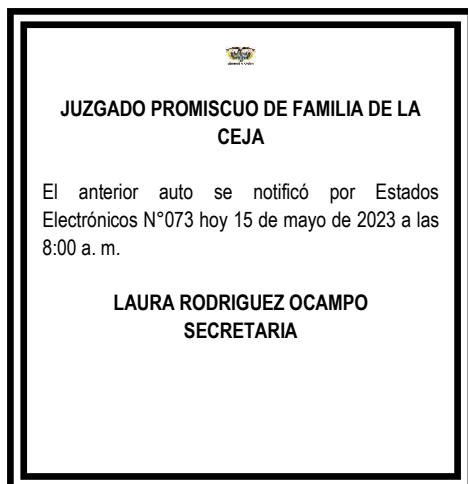 JUZGADO PROMISCUO DE FAMILIA DE LA
CEJA
El anterior auto se notificó por Estados
Electrónicos N°073 hoy 15 de mayo de 2023 a las
8:00 a. m.
LAURA RODRIGUEZ OCAMPO
SECRETARIA